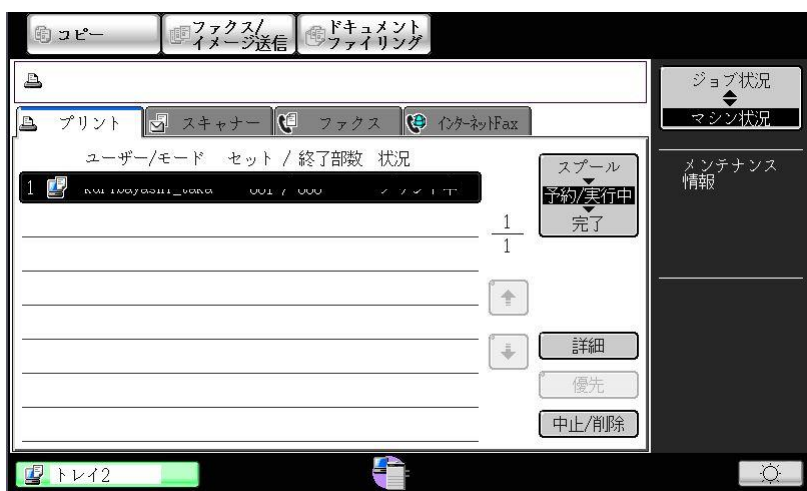 コピー
ファクス/
イメージ送信
ドキュメント
ファイリング
ジョブ状況
マシン状況
プリント
スキャナー
ファクス
インターネットFax
ユーザー/モード セット / 終了部数 状況
1
スプール
予約/実行中
完了
メンテナンス
情報
1
1
詳細
優先
中止/削除
トレイ2